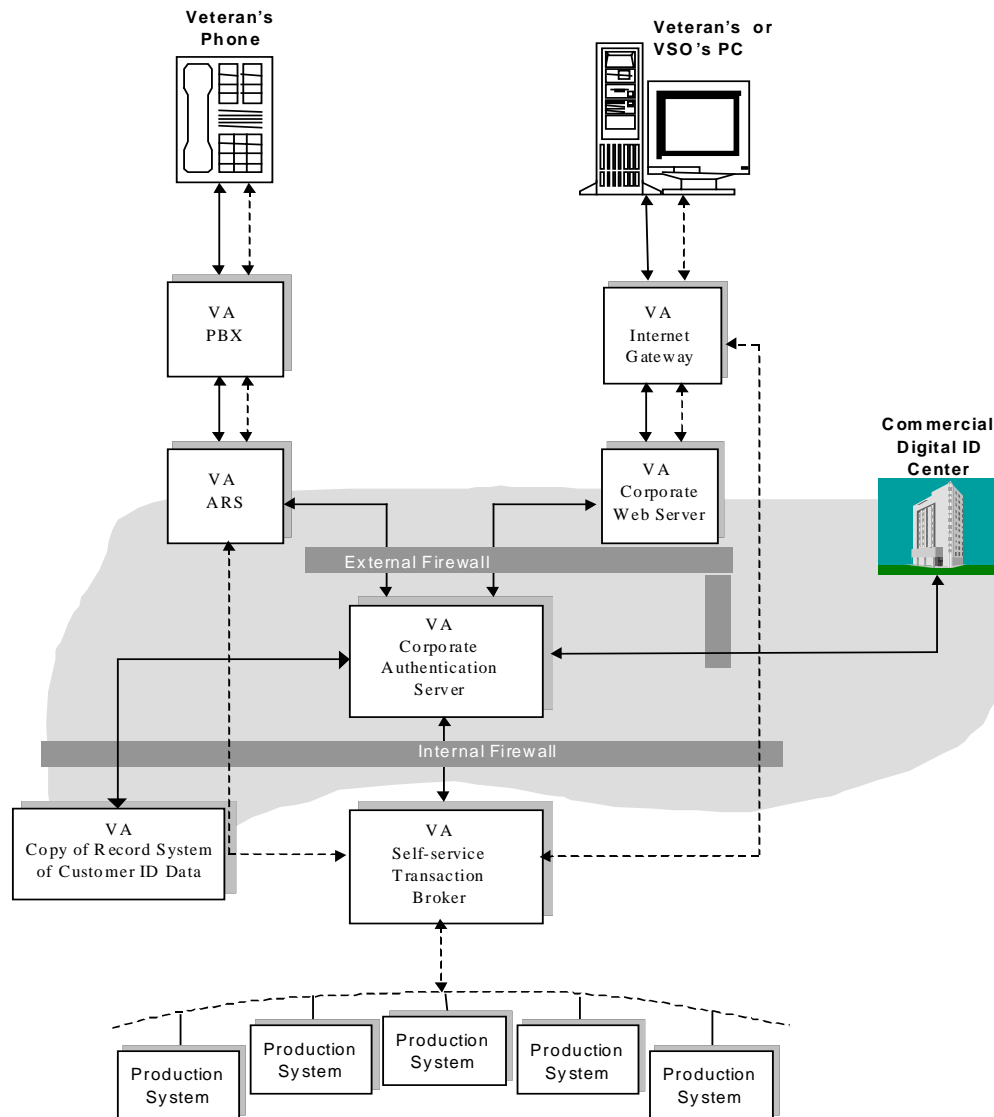 Veteran's
Phone
Veteran's or
VSO's PC
VA
PBX
VA
Internet
Gateway
VA
ARS
VA
Corporate
Web Server
Commercial
Digital ID
Center
External Firewall
VA
Corporate
Authentication
Server
Internal Firewall
VA
Copy of Record System
of Customer ID Data
VA
Self-service
Transaction
Broker
Production
System
Production
System
Production
System
Production
System
Production
System